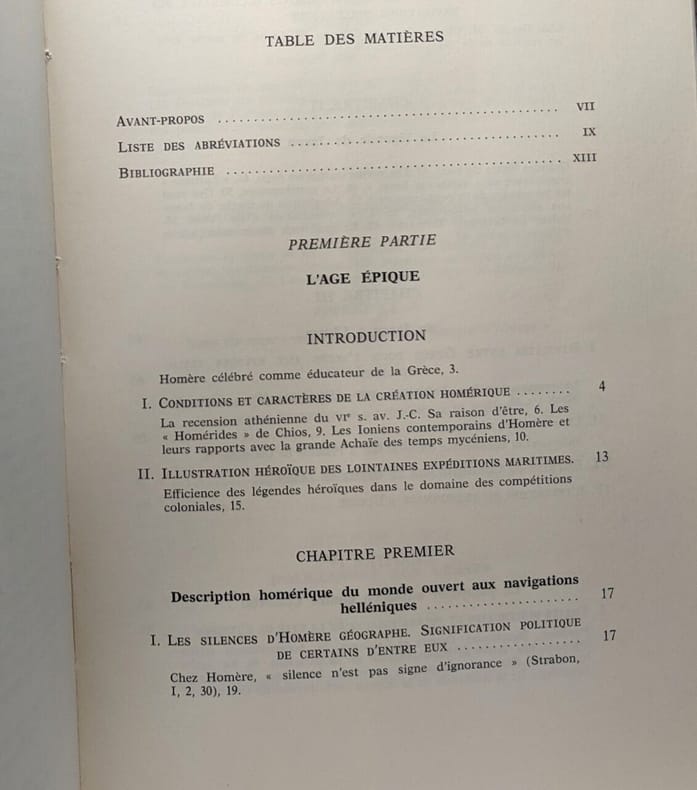 TABLE DES MATIÈRES
AVANT-PROPOS ........................................ VII
LISTE DES ABRÉVIATIONS .............................. IX
BIBLIOGRAPHIE ....................................... XIII
PREMIÈRE PARTIE
L'AGE ÉPIQUE
INTRODUCTION
Homère célébré comme éducateur de la Grèce, 3.
I. CONDITIONS ET CARACTÈRES DE LA CRÉATION HOMÉRIQUE ........ 4
La recension athénienne du VIe s. av. J.-C. Sa raison d'être, 6. Les
« Homérides » de Chios, 9. Les Ioniens contemporains d'Homère et
leurs rapports avec la grande Achaïe des temps mycéniens, 10.
II. ILLUSTRATION HÉROÏQUE DES LOINTAINES EXPÉDITIONS MARITIMES. 13
Efficience des légendes héroïques dans le domaine des compétitions
coloniales, 15.
CHAPITRE PREMIER
Description homérique du monde ouvert aux navigations
helléniques ...................... 17
I. LES SILENCES D'HOMÈRE GÉOGRAPHE. SIGNIFICATION POLITIQUE
DE CERTAINS D'ENTRE EUX .................. 17
Chez Homère, « silence n'est pas signe d'ignorance » (Strabon,
I, 2, 30), 19.